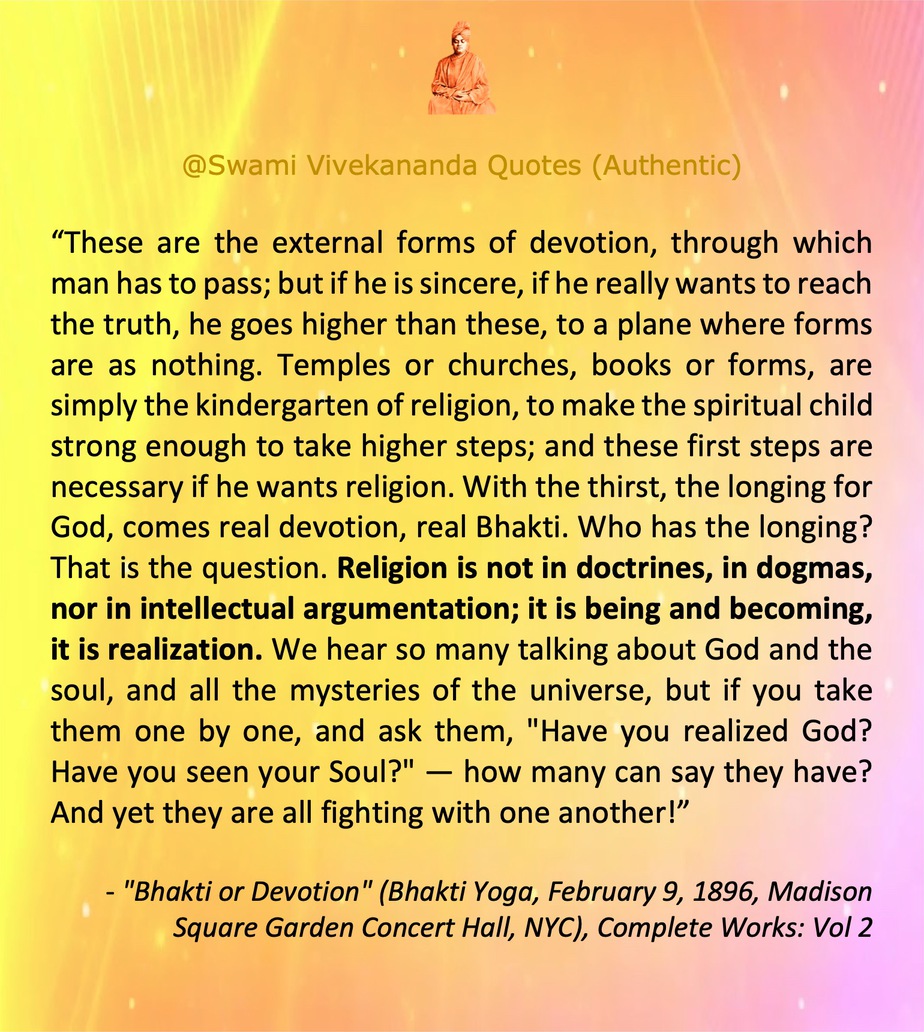 @Swami Vivekananda Quotes (Authentic)
“These are the external forms of devotion, through which
man has to pass; but if he is sincere, if he really wants to reach
the truth, he goes higher than these, to a plane where forms
are as nothing. Temples or churches, books or forms, are
simply the kindergarten of religion, to make the spiritual child
strong enough to take higher steps; and these first steps are
necessary if he wants religion. With the thirst, the longing for
God, comes real devotion, real Bhakti. Who has the longing?
That is the question. Religion is not in doctrines, in dogmas,
nor in intellectual argumentation; it is being and becoming,
it is realization. We hear so many talking about God and the
soul, and all the mysteries of the universe, but if you take
them one by one, and ask them, "Have you realized God?
Have you seen your Soul?" — how many can say they have?
And yet they are all fighting with one another!”
- "Bhakti or Devotion" (Bhakti Yoga, February 9, 1896, Madison
Square Garden Concert Hall, NYC), Complete Works: Vol 2